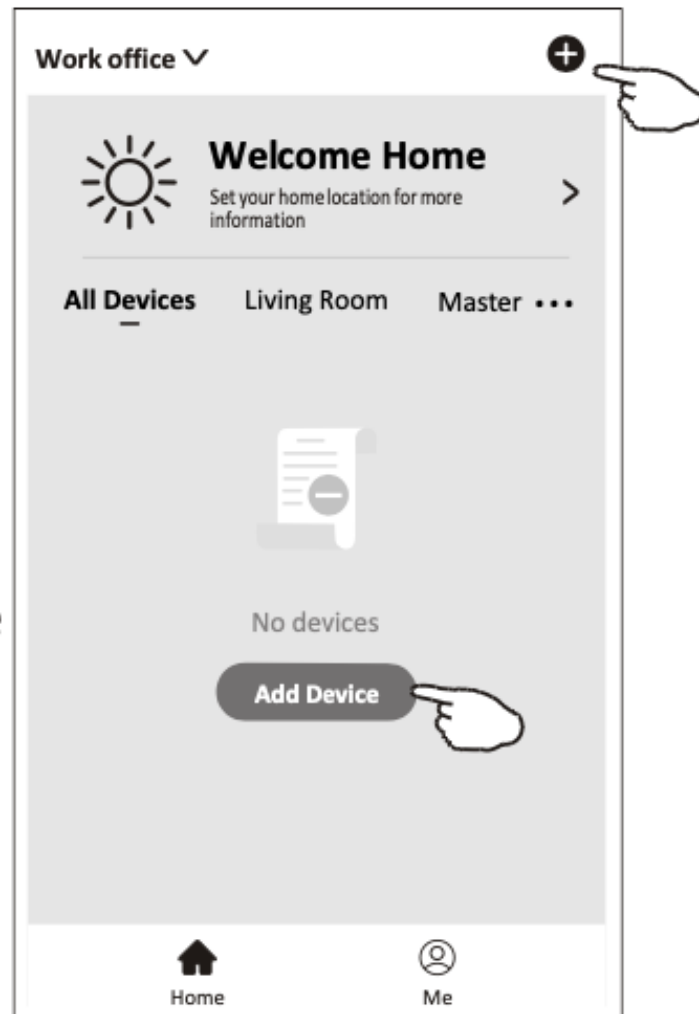 Work office
Welcome Home
Set your home location for more
information
All Devices Living Room Master •••
No devices
Add Device
Home Me